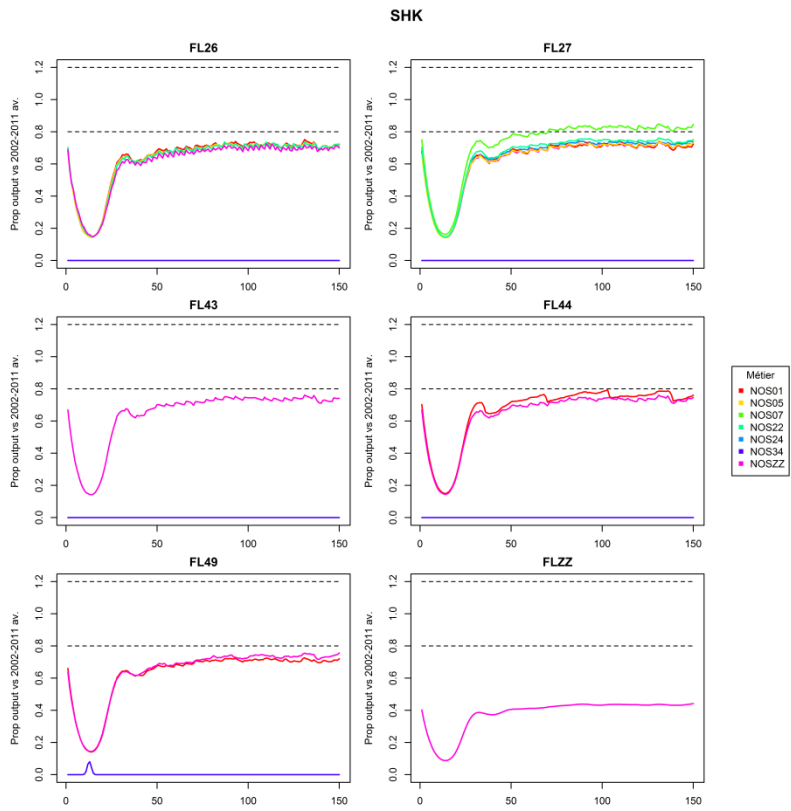 SHK
FL26
Prop output vs 2002-2011 av.
0.0 0.2 0.4 0.6 0.8 1.0 1.2
0 50 100 150
FL27
Prop output vs 2002-2011 av.
0.0 0.2 0.4 0.6 0.8 1.0 1.2
0 50 100 150
FL43
Prop output vs 2002-2011 av.
0.0 0.2 0.4 0.6 0.8 1.0 1.2
0 50 100 150
FL44
Prop output vs 2002-2011 av.
0.0 0.2 0.4 0.6 0.8 1.0 1.2
0 50 100 150
Métier
NOS01
NOS05
NOS07
NOS22
NOS24
NOS34
NOSZZ
FL49
Prop output vs 2002-2011 av.
0.0 0.2 0.4 0.6 0.8 1.0 1.2
0 50 100 150
FLZZ
Prop output vs 2002-2011 av.
0.0 0.2 0.4 0.6 0.8 1.0 1.2
0 50 100 150